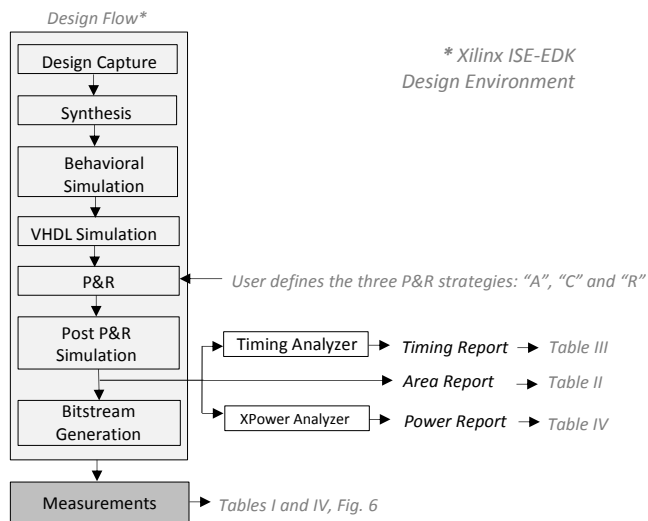 Design Flow*
* Xilinx ISE-EDK
Design Environment
Design Capture
Synthesis
Behavioral
Simulation
VHDL Simulation
P&R
User defines the three P&R strategies: “A”, “C” and “R”
Post P&R
Simulation
Timing Analyzer
Timing Report
Table III
Area Report
Table II
Bitstream
Generation
XPower Analyzer
Power Report
Table IV
Measurements
Tables I and IV, Fig. 6